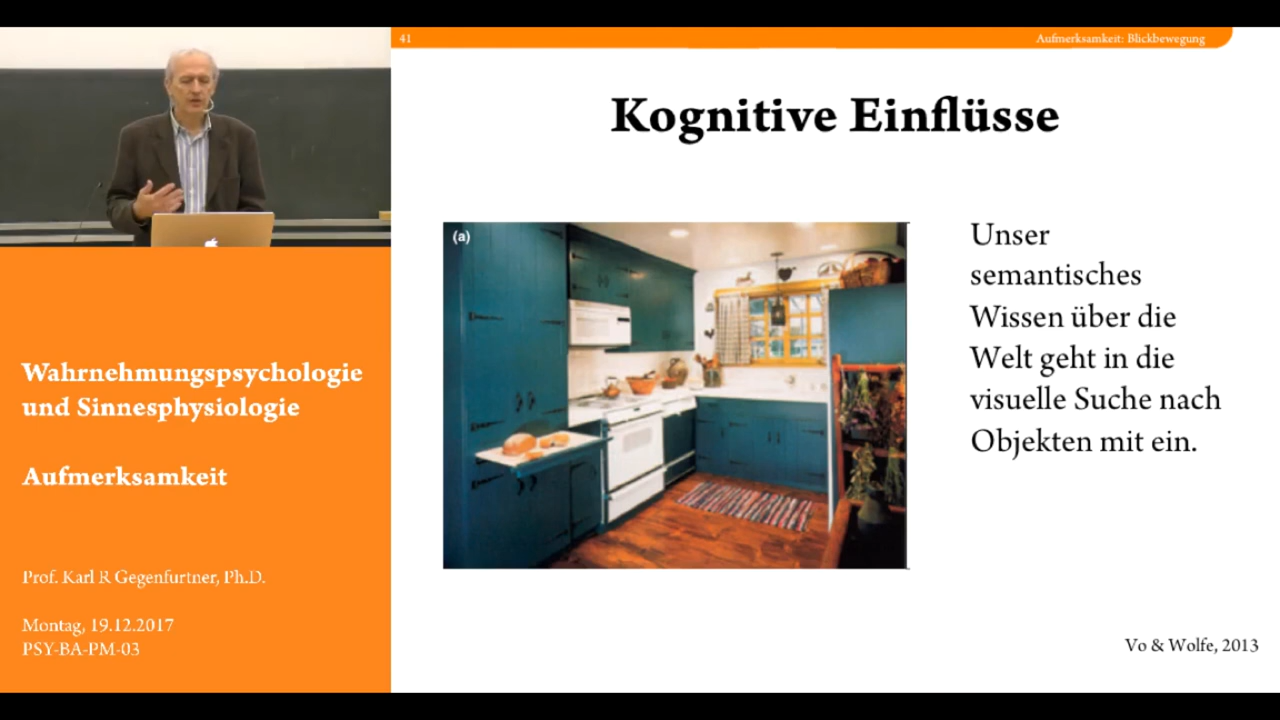 41
Aufmerksamkeit: Blickbewegung
Kognitive Einflüsse
(a)
Unser
semantisches
Wissen über die
Welt geht in die
visuelle Suche nach
Objekten mit ein.
Vo & Wolfe, 2013
Wahrnehmungspsychologie
und Sinnesphysiologie
Aufmerksamkeit
Prof. Karl R Gegenfurtner, Ph.D.
Montag, 19.12.2017
PSY-BA-PM-03